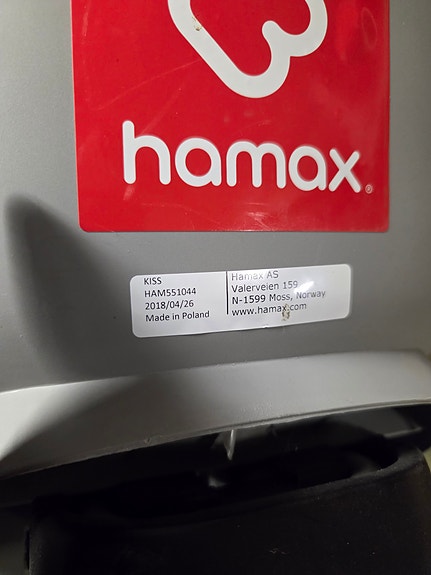 hamax®
KISS
HAM551044
2018/04/26
Made in Poland
Hamax AS
Valerveien 159
N-1599 Moss, Norway
www.hamax.com